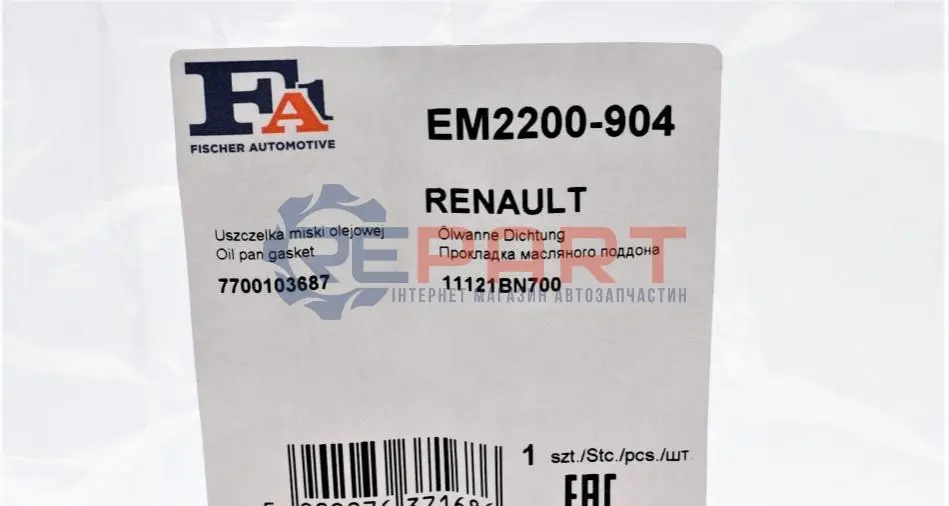 FA1
FISCHER AUTOMOTIVE
EM2200-904
RENAULT
Uszczelka miski olejowej
Oil pan gasket
7700103687
Ölwanne Dichtung
Прокладка масляного поддона
11121BN700
REPART
ІНТЕРНЕТ МАГАЗИН АВТОЗАПЧАСТИН
1 szt./Stc./pcs./шт
EAC